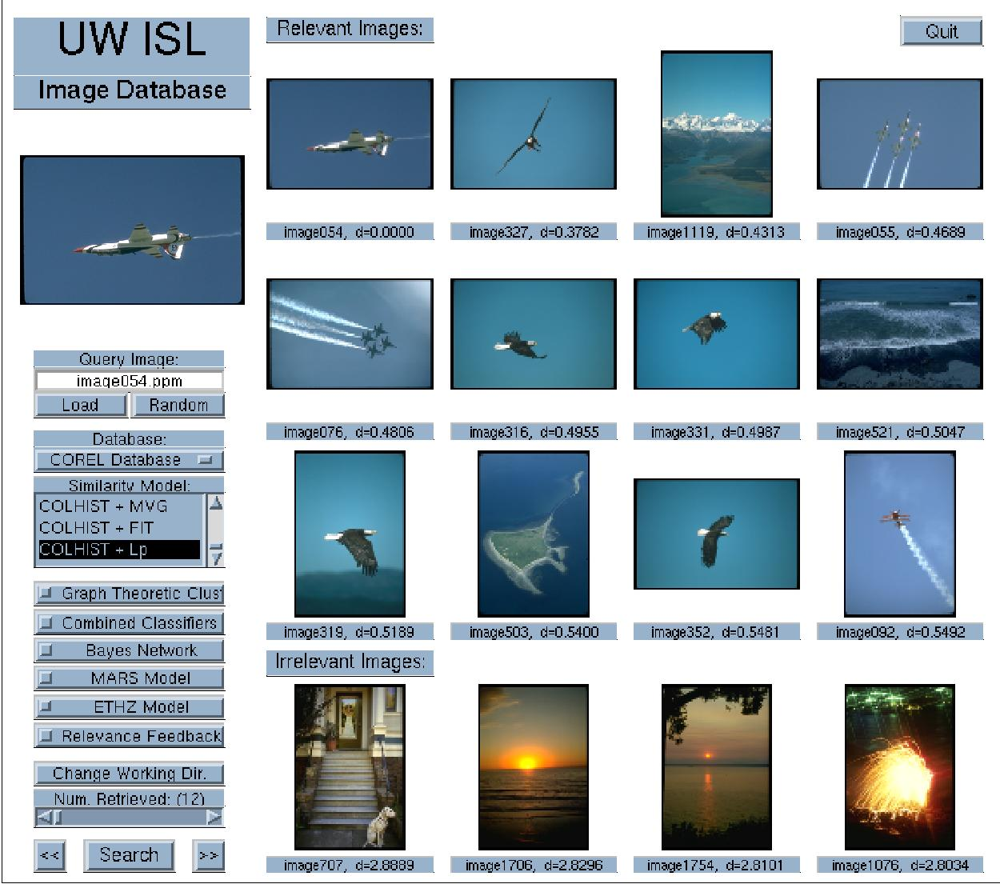 UW ISL
Image Database
Relevant Images:
Quit
image054, d=0.0000
image327, d=0.3782
image1119, d=0.4313
image055, d=0.4689
image076, d=0.4806
image316, d=0.4955
image331, d=0.4987
image521, d=0.5047
image319, d=0.5189
image503, d=0.5400
image352, d=0.5481
image092, d=0.5492
Irrelevant Images:
image707, d=2.8889
image1706, d=2.8296
image1754, d=2.8101
image1076, d=2.8034
Query Image:
image054.ppm
Load
Random
Database:
COREL Database
Similarity Model:
COLHIST + MVG
COLHIST + FIT
COLHIST + Lp
Graph Theoretic Clus
Combined Classifiers
Bayes Network
MARS Model
ETHZ Model
Relevance Feedback
Change Working Dir.
Num. Retrieved: (12)
<<
Search
>>